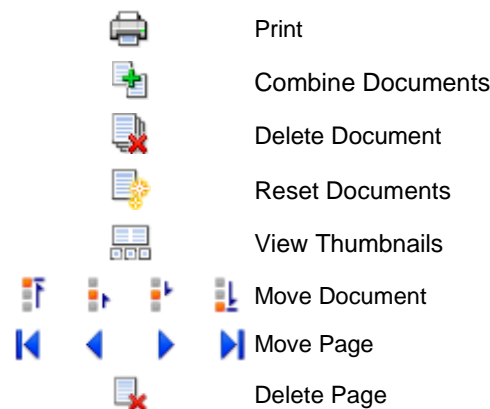 Print
Combine Documents
Delete Document
Reset Documents
View Thumbnails
Move Document
Move Page
Delete Page